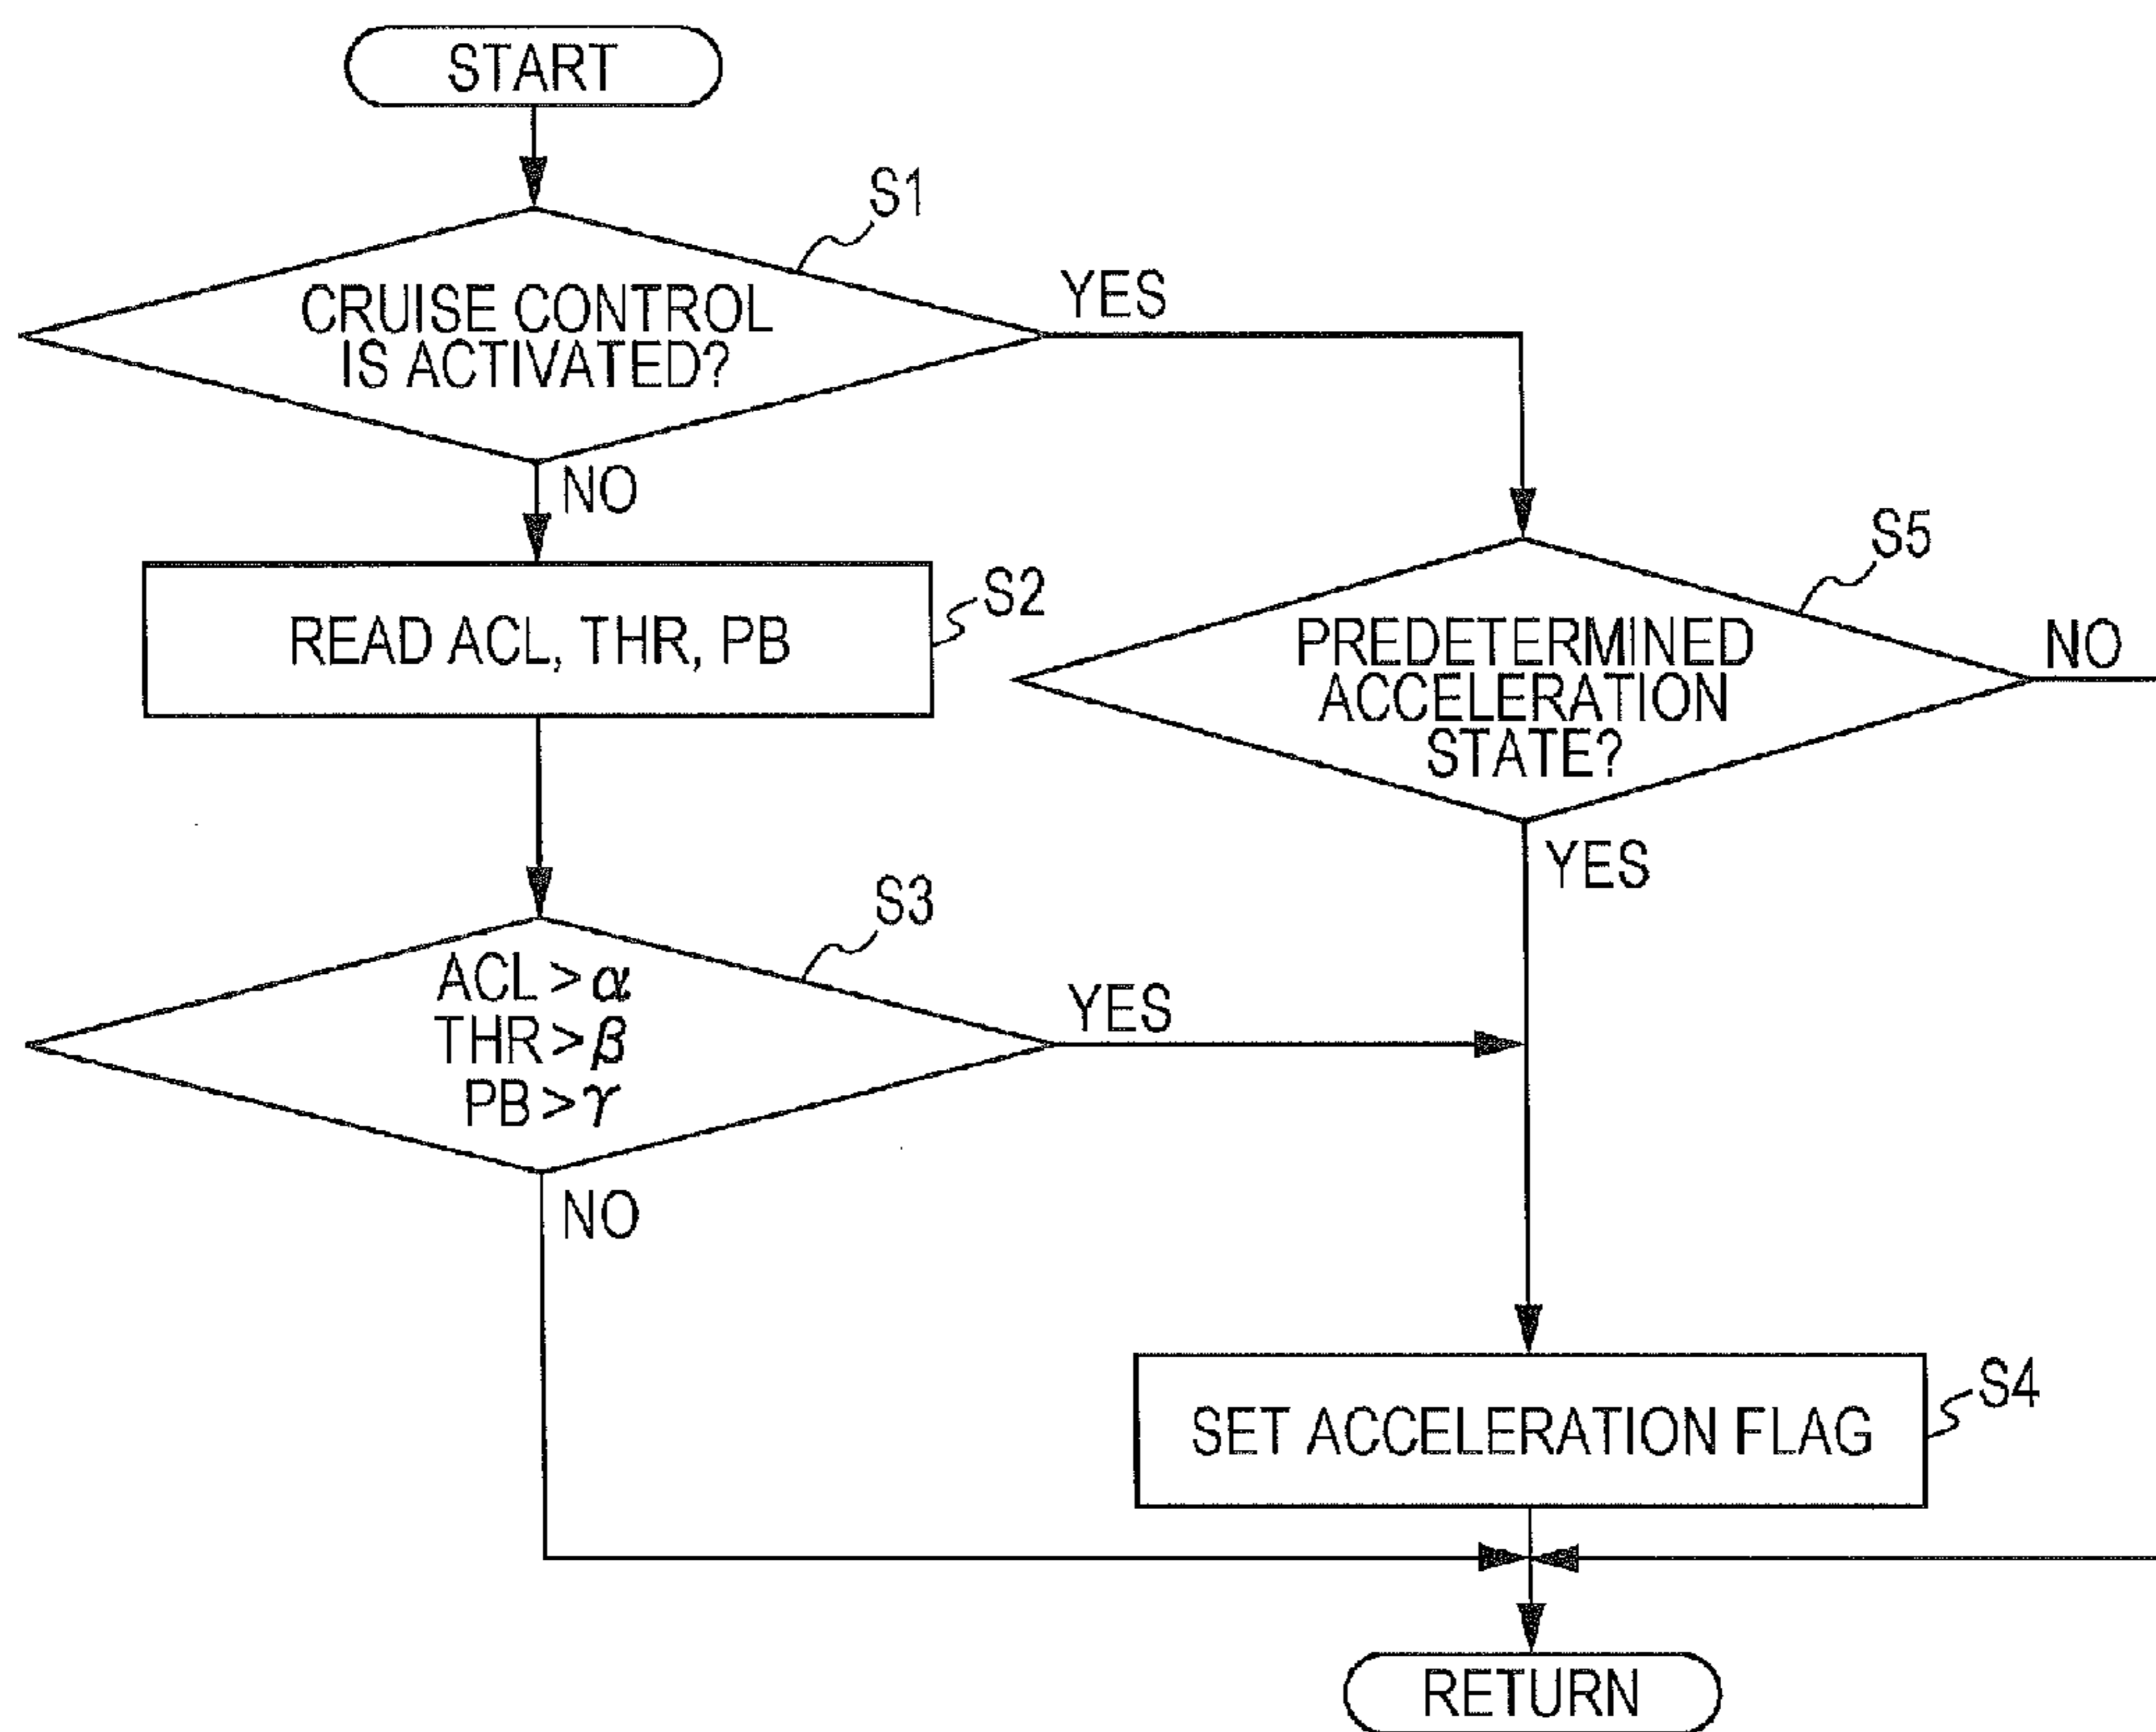 START
S1
CRUISE CONTROL
IS ACTIVATED?
YES
NO
S2
READ ACL, THR, PB
S5
PREDETERMINED
ACCELERATION
STATE?
NO
YES
S3
ACL > α
THR > β
PB > γ
YES
NO
S4
SET ACCELERATION FLAG
RETURN